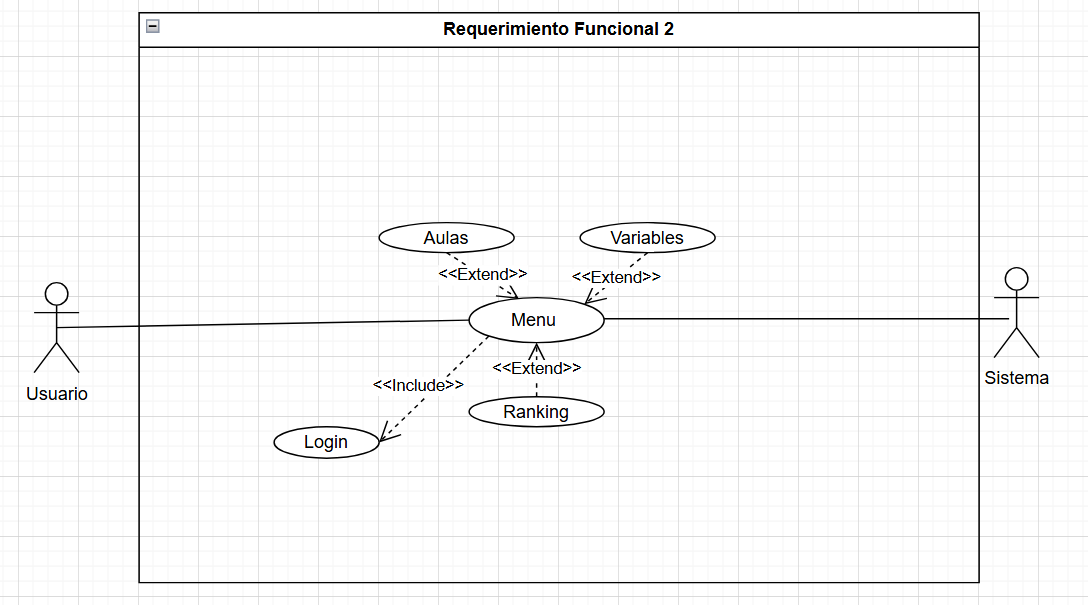 Requerimiento Funcional 2
Aulas
Variables
<<Extend>>
<<Extend>>
Menu
<<Extend>>
<<Include>>
Ranking
Login
Usuario
Sistema